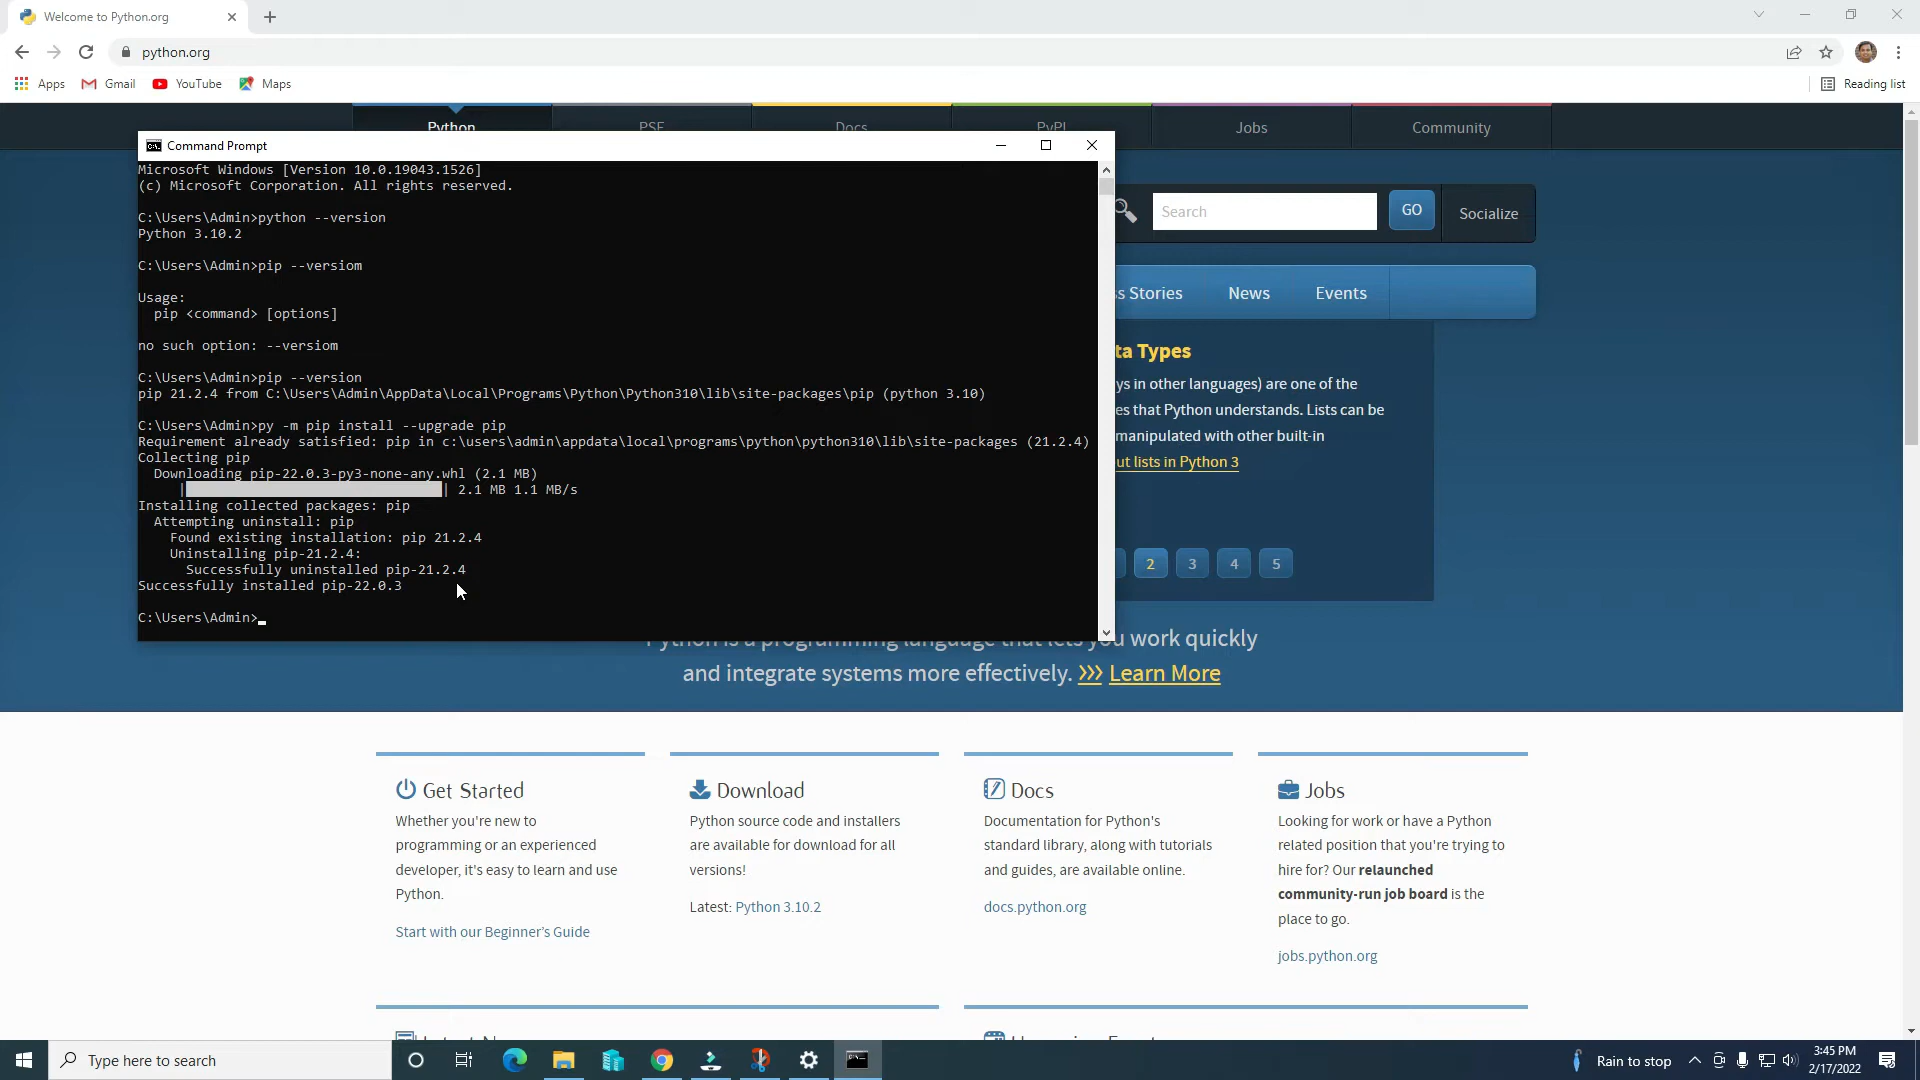 Welcome to Python.org
python.org
Apps
Gmail
YouTube
Maps
Reading list
Python
PSF
Docs
PyPI
Jobs
Community
Command Prompt
Microsoft Windows [Version 10.0.19043.1526]
(c) Microsoft Corporation. All rights reserved.
C:\Users\Admin>python --version
Python 3.10.2
C:\Users\Admin>pip --versiom
Usage:
pip <command> [options]
no such option: --versiom
C:\Users\Admin>pip --version
pip 21.2.4 from C:\Users\Admin\AppData\Local\Programs\Python\Python310\lib\site-packages\pip (python 3.10)
C:\Users\Admin>py -m pip install --upgrade pip
Requirement already satisfied: pip in c:\users\admin\appdata\local\programs\python\python310\lib\site-packages (21.2.4)
Collecting pip
Downloading pip-22.0.3-py3-none-any.whl (2.1 MB)
| | 2.1 MB 1.1 MB/s
Installing collected packages: pip
Attempting uninstall: pip
Found existing installation: pip 21.2.4
Uninstalling pip-21.2.4:
Successfully uninstalled pip-21.2.4
Successfully installed pip-22.0.3
C:\Users\Admin>
Search
GO
Socialize
ss Stories
News
Events
ta Types
ys in other languages) are one of the
es that Python understands. Lists can be
manipulated with other built-in
ut lists in Python 3
2
3
4
5
Python is a programming language that lets you work quickly
and integrate systems more effectively. >>> Learn More
Get Started
Whether you're new to
programming or an experienced
developer, it's easy to learn and use
Python.
Start with our Beginner's Guide
Download
Python source code and installers
are available for download for all
versions!
Latest: Python 3.10.2
Docs
Documentation for Python's
standard library, along with tutorials
and guides, are available online.
docs.python.org
Jobs
Looking for work or have a Python
related position that you're trying to
hire for? Our relaunched
community-run job board is the
place to go.
jobs.python.org
Type here to search
Rain to stop
3:45 PM
2/17/2022